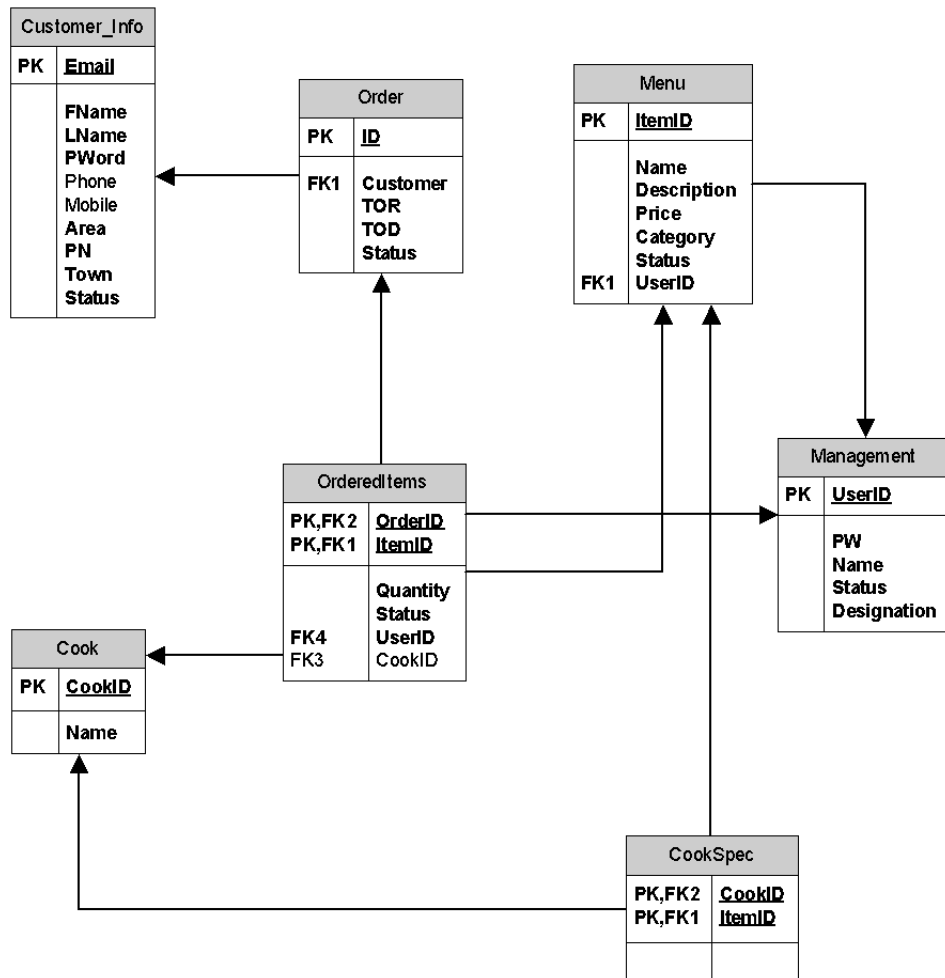 Customer_Info
PK Email
FName
LName
PWord
Phone
Mobile
Area
PN
Town
Status
Order
PK ID
FK1 Customer
TOR
TOD
Status
Menu
PK ItemID
Name
Description
Price
Category
Status
FK1 UserID
OrderedItems
PK,FK2 OrderID
PK,FK1 ItemID
Quantity
Status
FK4 UserID
FK3 CookID
Management
PK UserID
PW
Name
Status
Designation
Cook
PK CookID
Name
CookSpec
PK,FK2 CookID
PK,FK1 ItemID